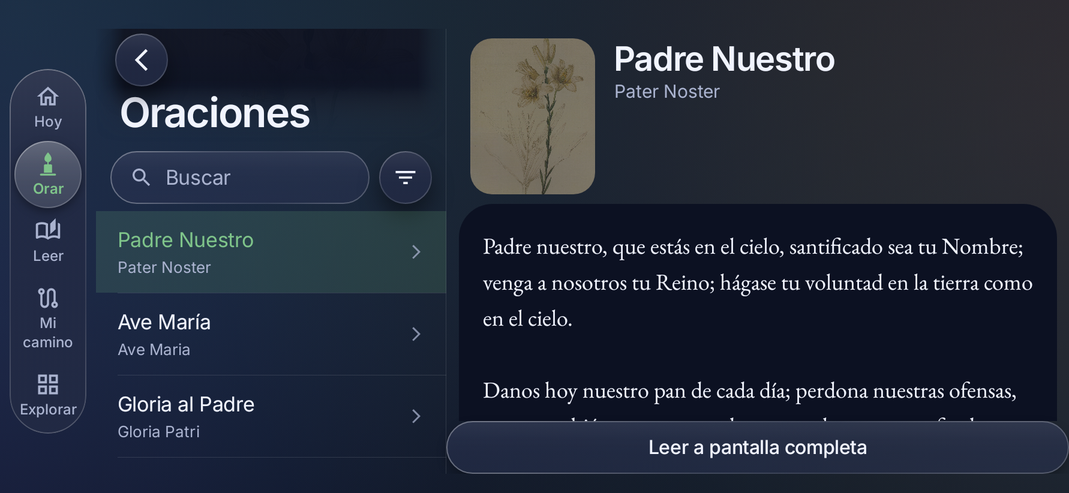 Hoy
Orar
Leer
Mi
camino
Explorar
Oraciones
Buscar
Padre Nuestro
Pater Noster
Ave María
Ave Maria
Gloria al Padre
Gloria Patri
Padre Nuestro
Pater Noster
Padre nuestro, que estás en el cielo, santificado sea tu Nombre;
venga a nosotros tu Reino; hágase tu voluntad en la tierra como
en el cielo.
Danos hoy nuestro pan de cada día; perdona nuestras ofensas,
Leer a pantalla completa